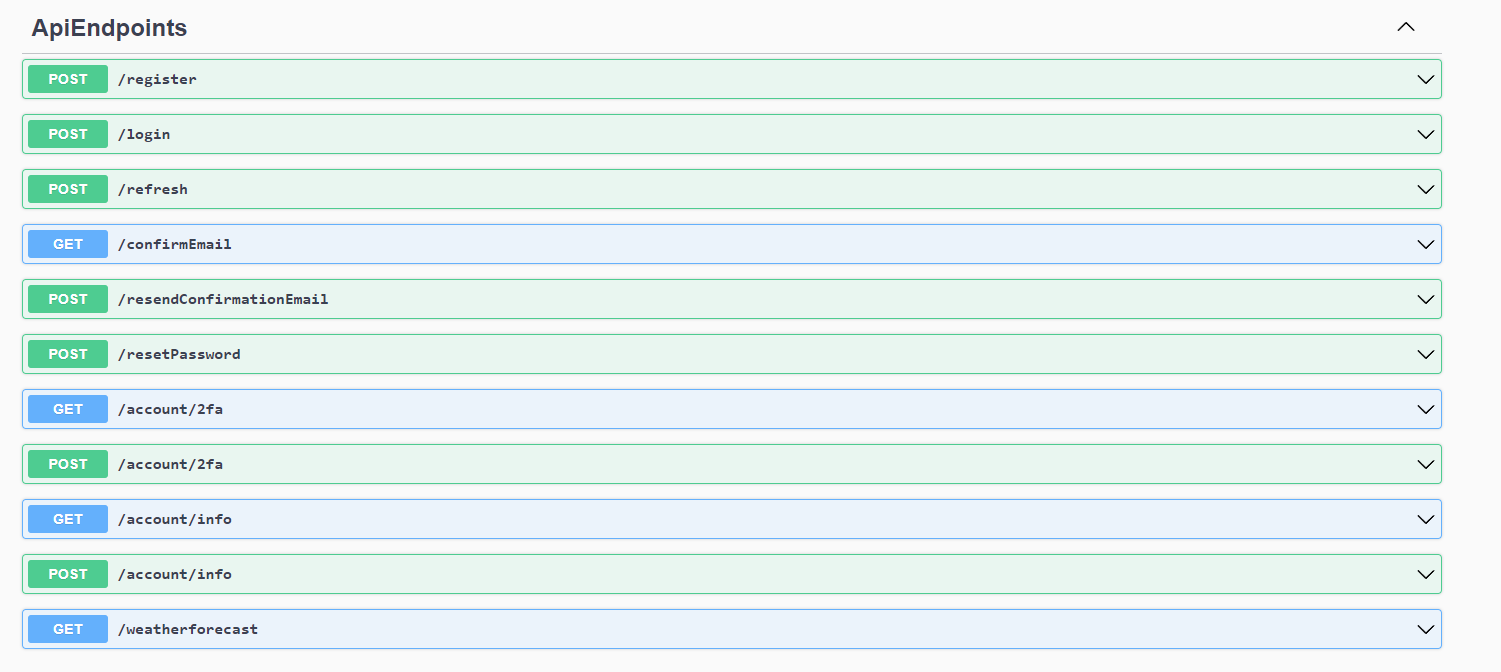 ApiEndpoints
POST /register
POST /login
POST /refresh
GET /confirmEmail
POST /resendConfirmationEmail
POST /resetPassword
GET /account/2fa
POST /account/2fa
GET /account/info
POST /account/info
GET /weatherforecast